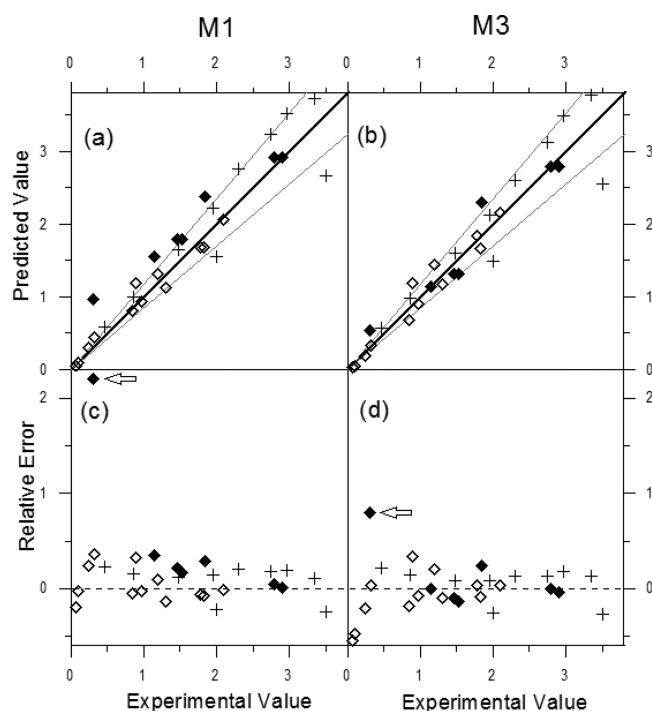 M1 M3
0 1 2 3 0 1 2 3
(a) (b)
Predicted Value
3 3
2 2
1 1
0 0
(c) (d)
Relative Error
2 2
1 1
0 0
0 1 2 3 0 1 2 3
Experimental Value Experimental Value